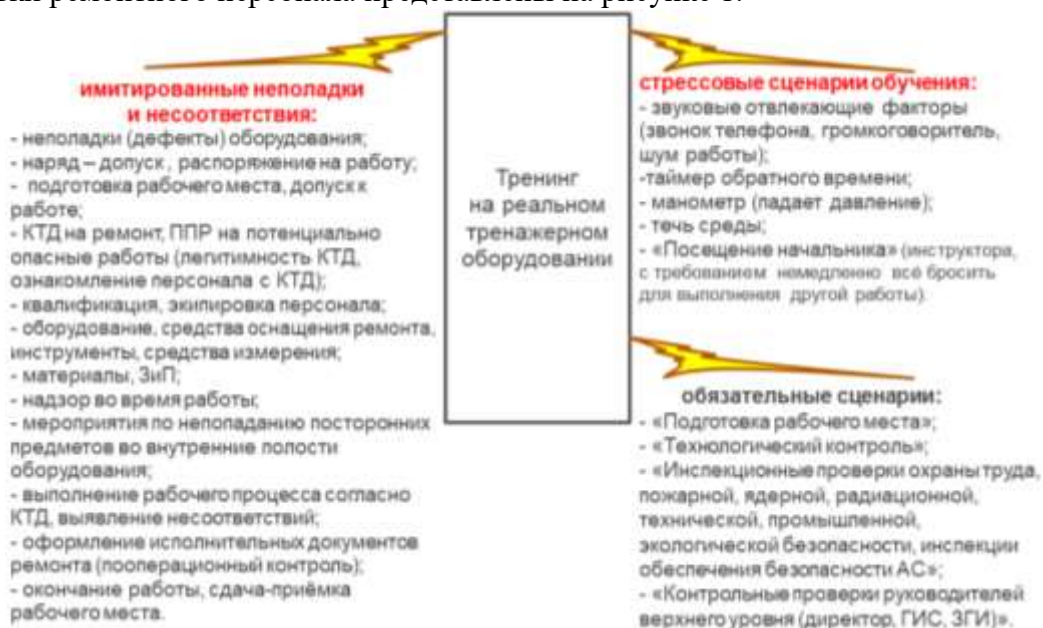 ки ремонтного персонала представлены на рисунке 1.
имитированные неполадки
и несоответствия:
- неполадки (дефекты) оборудования;
- наряд – допуск , распоряжение на работу;
- подготовка рабочего места, допуск к
работе;
- КТД на ремонт, ППР на потенциально
опасные работы (легитимность КТД,
ознакомление персонала с КТД);
- квалификация, экипировка персонала;
- оборудование, средства оснащения ремонта,
инструменты, средства измерения;
- материалы, ЗиП;
- надзор во время работы;
- мероприятия по непопаданию посторонних
предметов во внутренние полости
оборудования;
- выполнение рабочего процесса согласно
КТД, выявление несоответствий;
- оформление исполнительных документов
ремонта (пооперационный контроль);
- окончание работы, сдача-приёмка
рабочего места.
Тренинг
на реальном
тренажерном
оборудовании
стрессовые сценарии обучения:
- звуковые отвлекающие факторы
(звонок телефона, громкоговоритель,
шум работы);
-таймер обратного времени;
- манометр (падает давление);
- течь среды;
- «Посещение начальника» (инструктора,
с требованием немедленно всё бросить
для выполнения другой работы).
обязательные сценарии:
- «Подготовка рабочего места»;
- «Технологический контроль»;
- «Инспекционные проверки охраны труда,
пожарной, ядерной, радиационной,
технической, промышленной,
экологической безопасности, инспекции
обеспечения безопасности АС»;
- «Контрольные проверки руководителей
верхнего уровня (директор, ГИС, ЗГИ)».